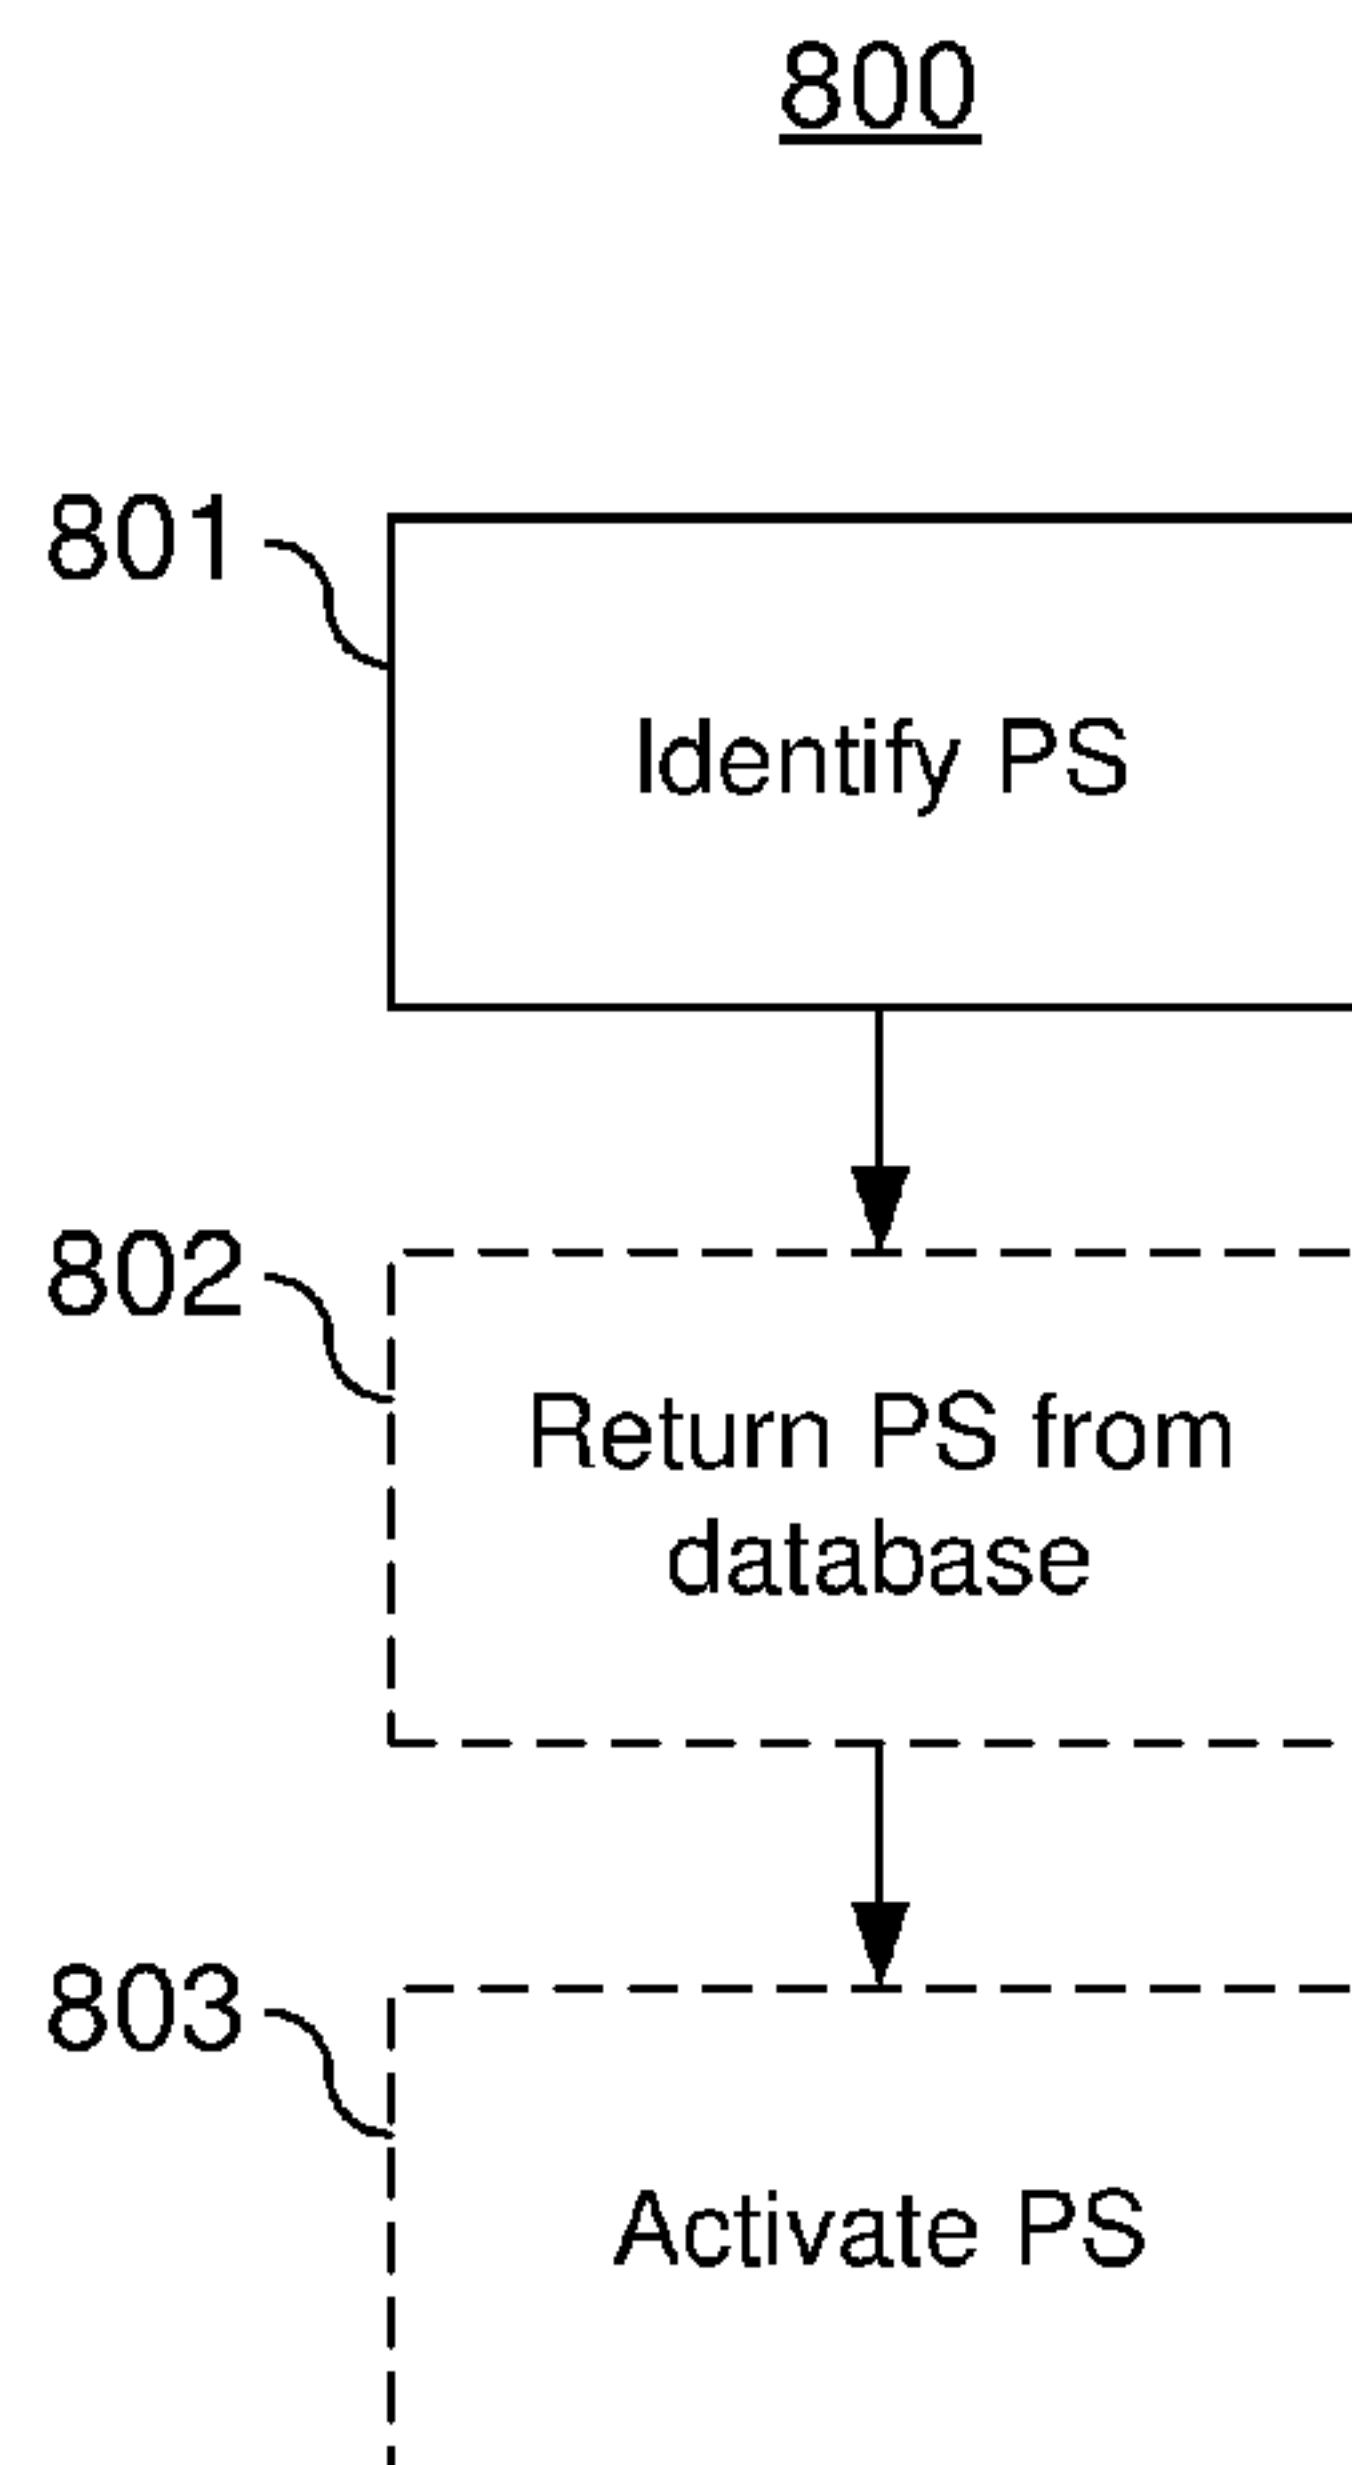 800
801
Identify PS
802
Return PS from
database
803
Activate PS